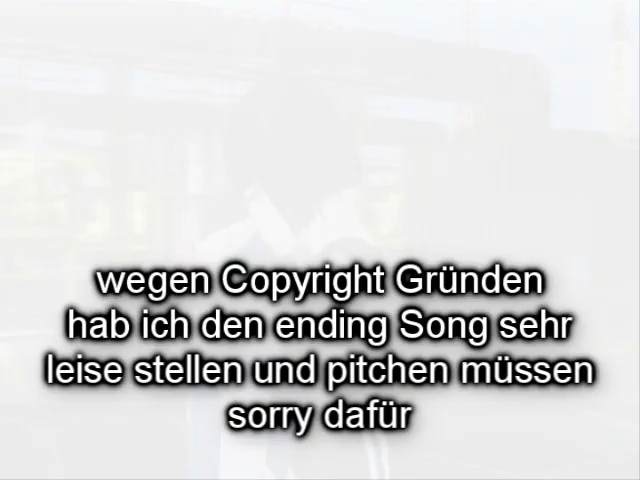 wegen Copyright Gründen
hab ich den ending Song sehr
leise stellen und pitchen müssen
sorry dafür